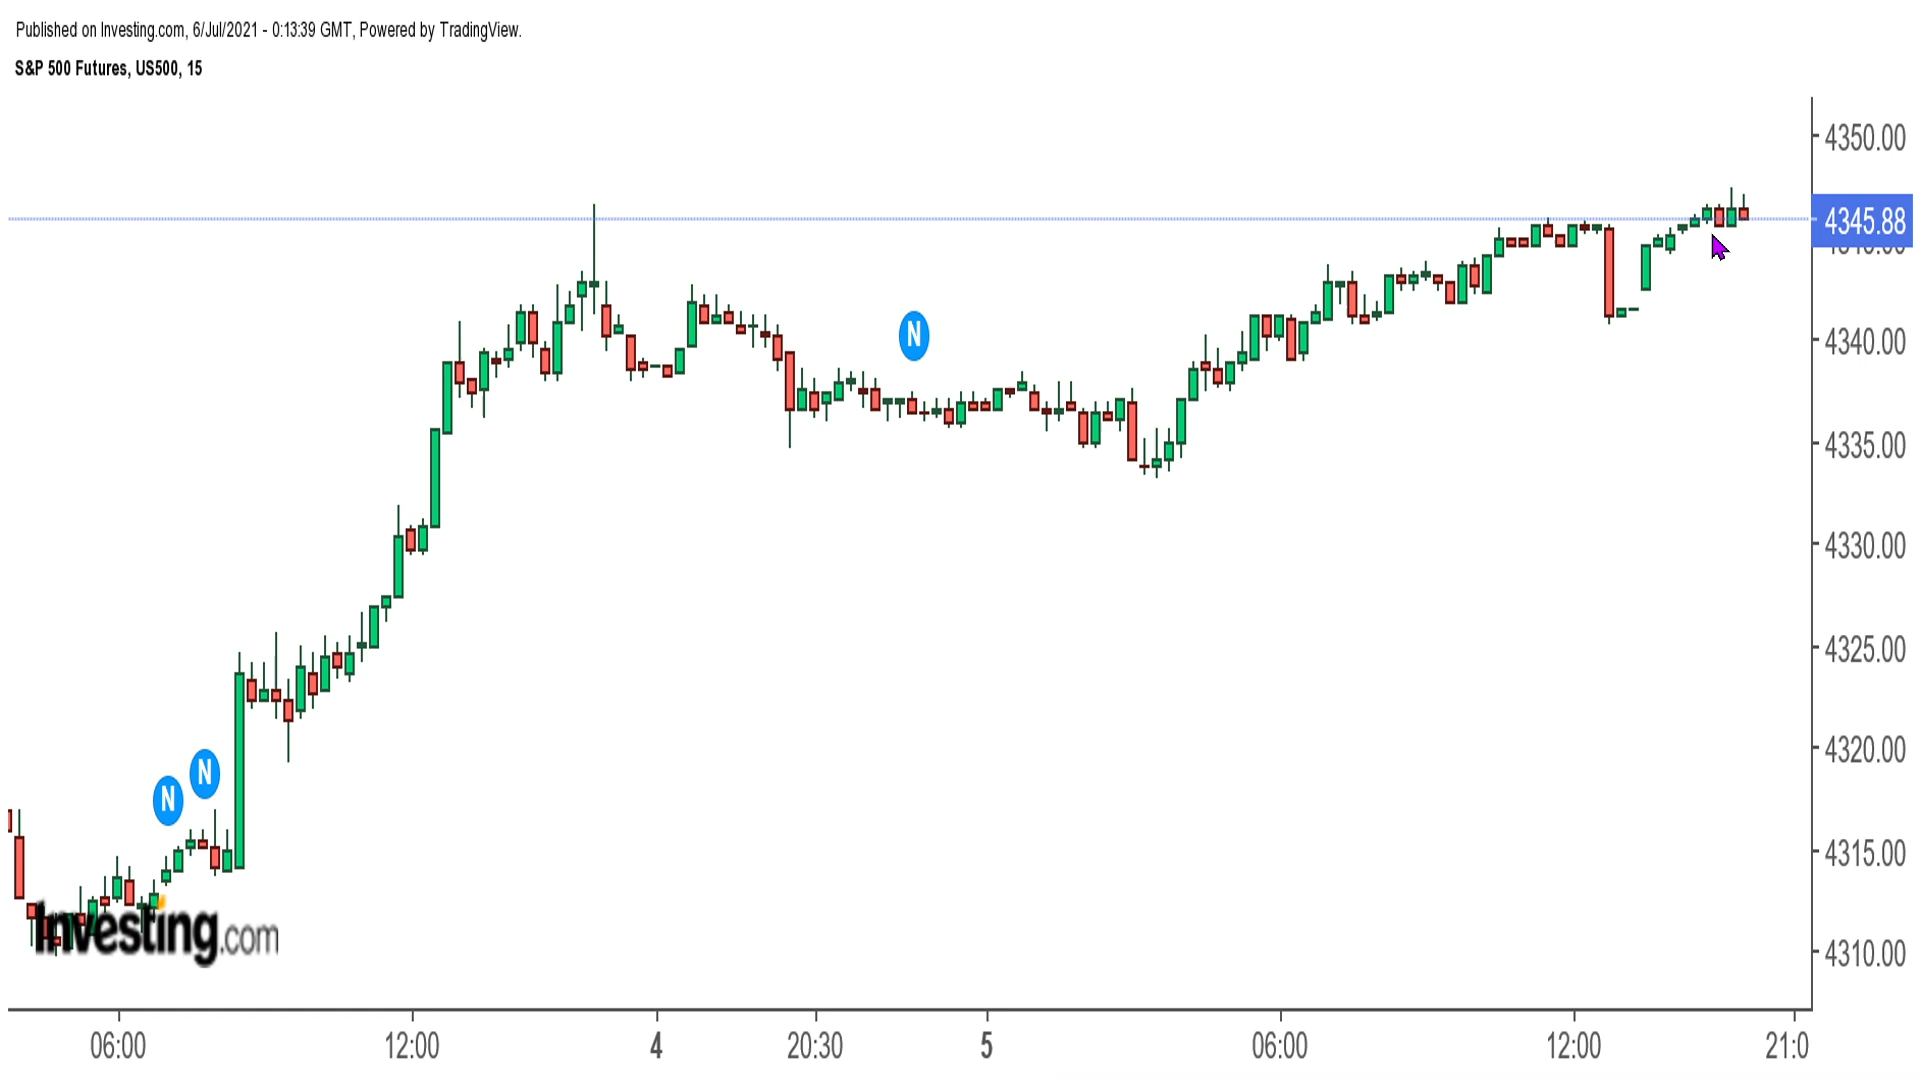 Published on Investing.com, 6/Jul/2021 - 0:13:39 GMT, Powered by TradingView.
S&P 500 Futures, US500, 15
4350.00
4345.88
4340.00
4335.00
4330.00
4325.00
4320.00
4315.00
4310.00
N
N
N
Investing.com
06:00 12:00 4 20:30 5 06:00 12:00 21:0